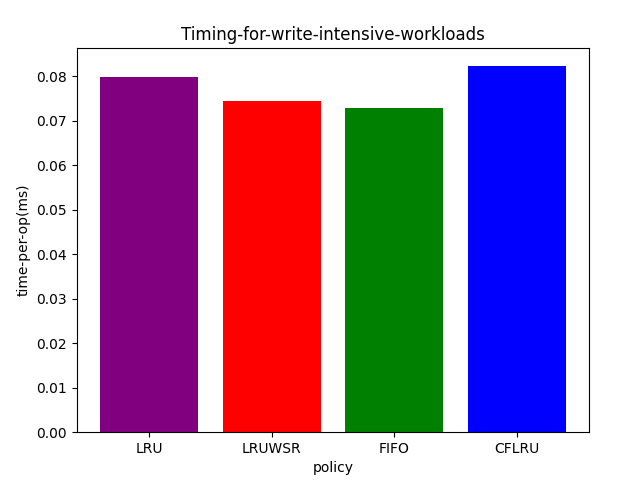 Timing-for-write-intensive-workloads
time-per-op(ms)
0.08
0.07
0.06
0.05
0.04
0.03
0.02
0.01
0.00
LRU LRUWSR FIFO CFLRU
policy